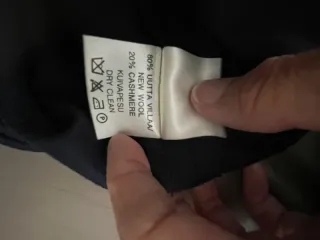 80% UUTTA VILLAA
NEW WOOL
20% CASHMERE
KUIVAPESU
DRY CLEAN
P